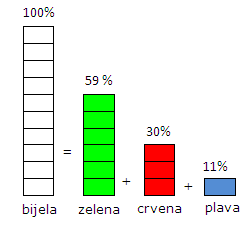 100%
59 %
30%
11%
= + +
bijela zelena crvena plava